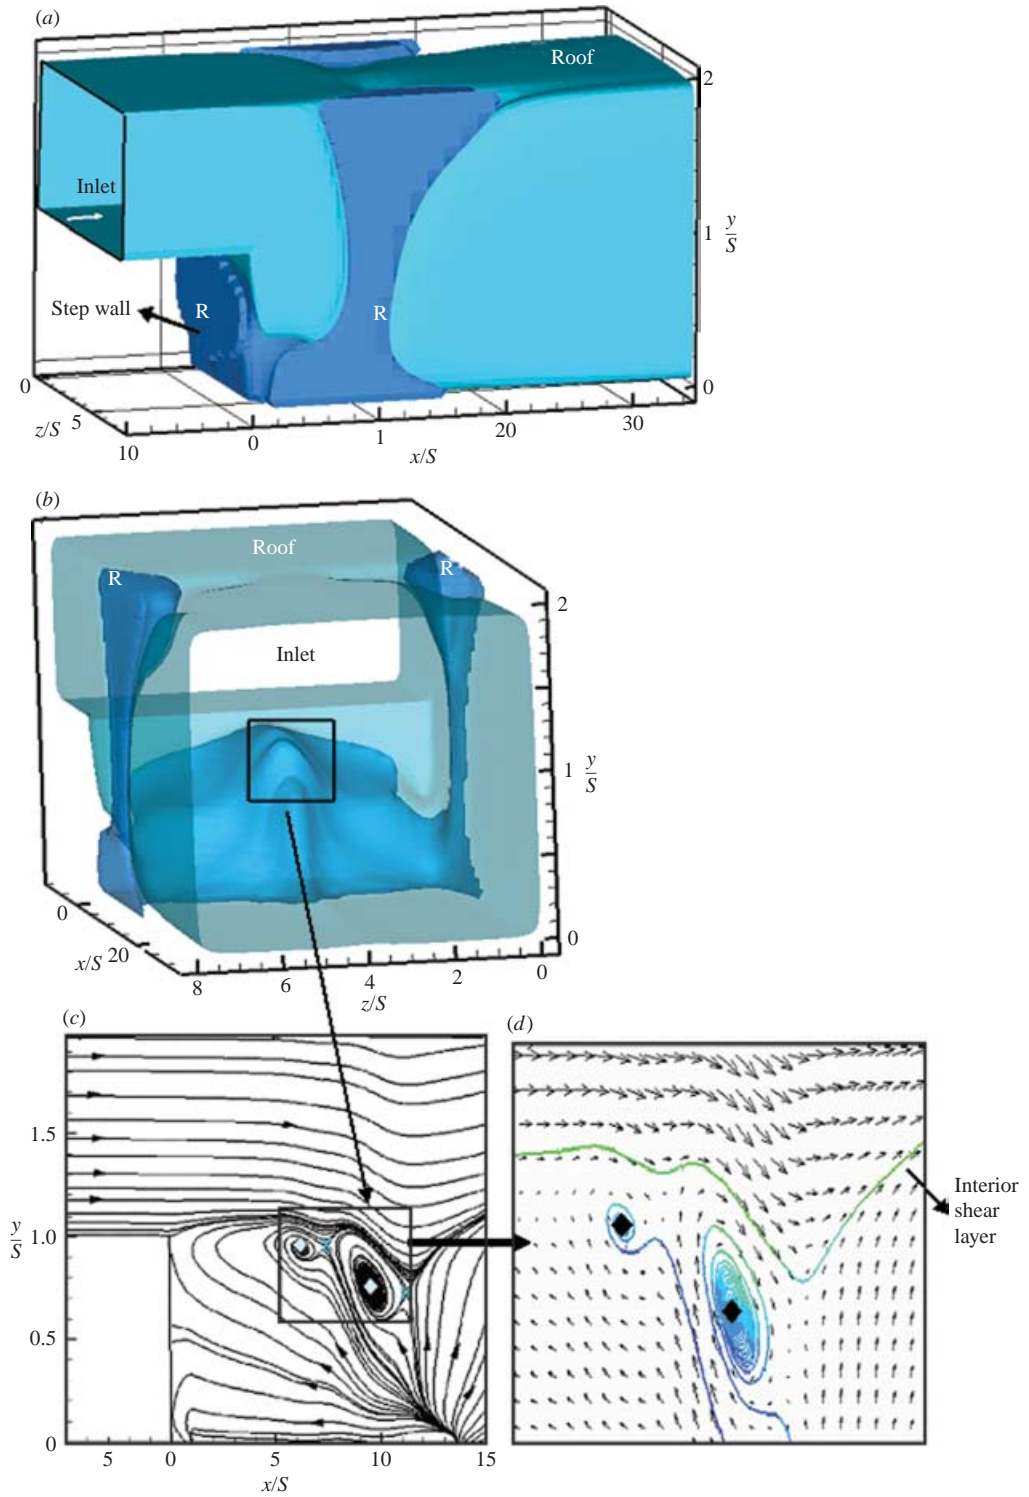 (a)
Roof
2
Inlet
1 y/S
Step wall
R
R
0
0
z/S 5
10
0
1
20
30
x/S
(b)
Roof
R
R
2
Inlet
1 y/S
0
0
x/S 20
8
6
4
2
0
z/S
(c)
(d)
1.5
y/S 1.0
0.5
0
5
0
5
10
15
x/S
Interior
shear
layer